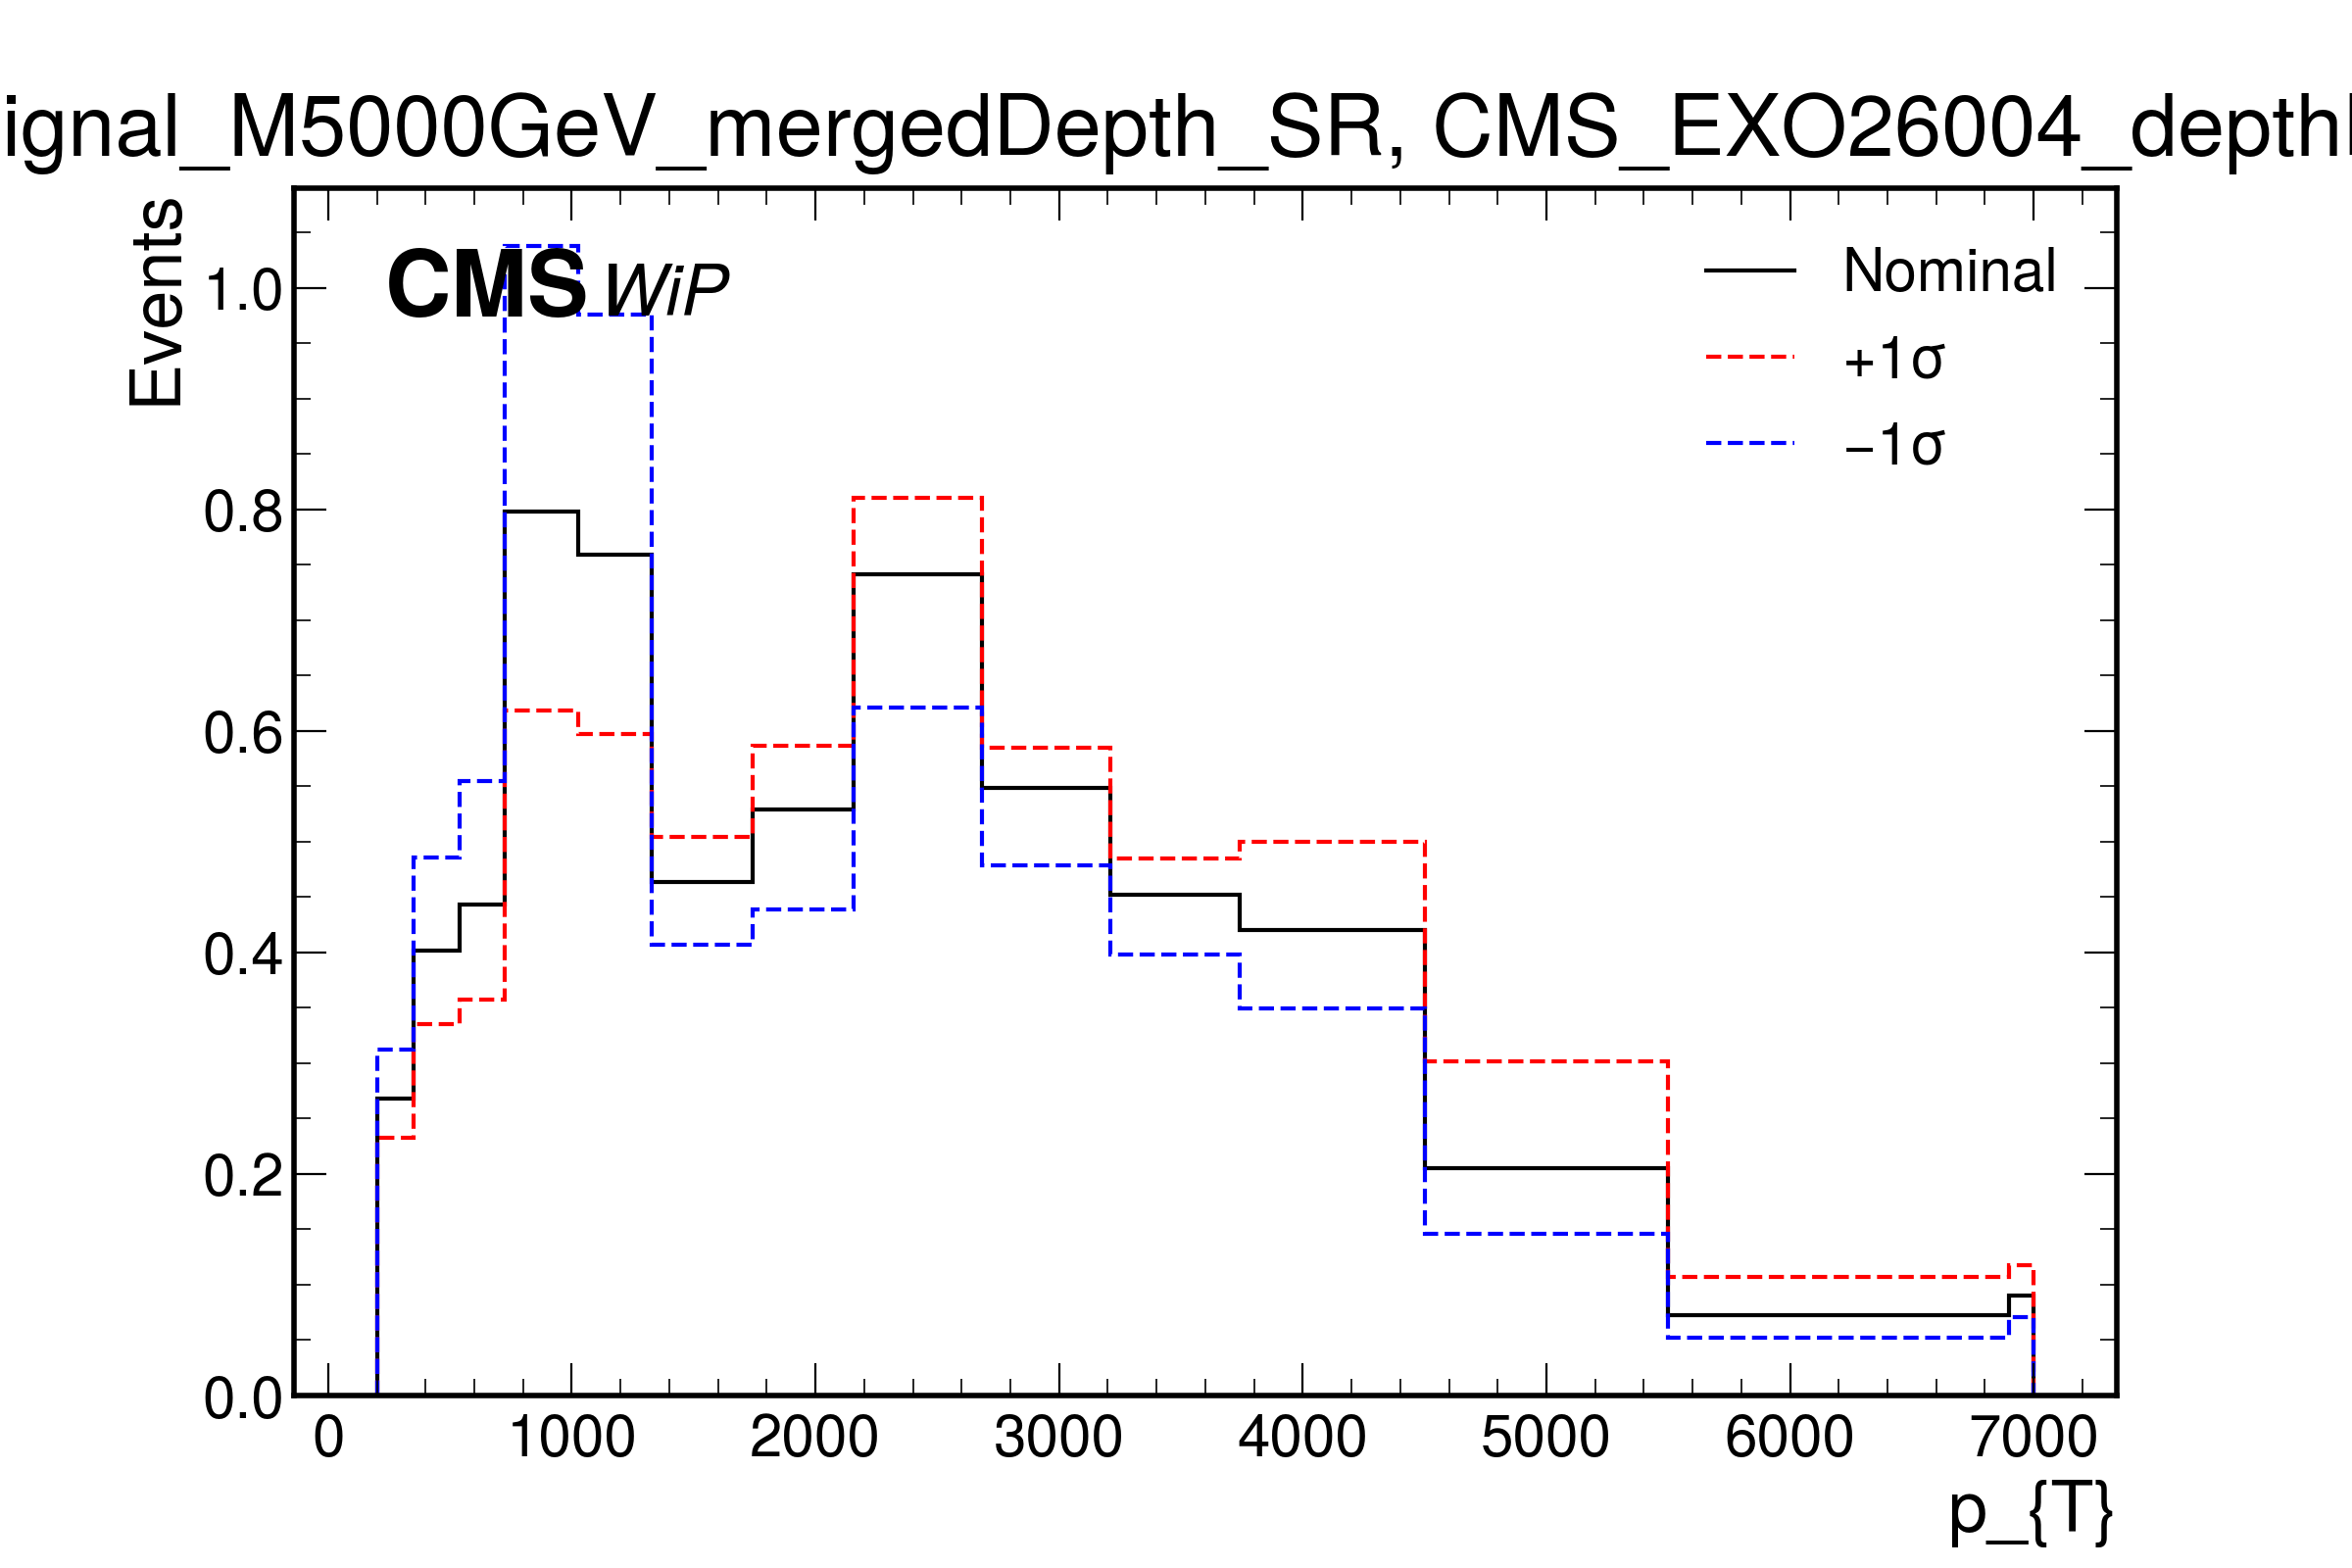 ignal_M5000GeV_mergedDepth_SR, CMS_EXO26004_depth
Events
CMS WiP
Nominal
+1σ
−1σ
1.0
0.8
0.6
0.4
0.2
0.0
0 1000 2000 3000 4000 5000 6000 7000
p_{T}